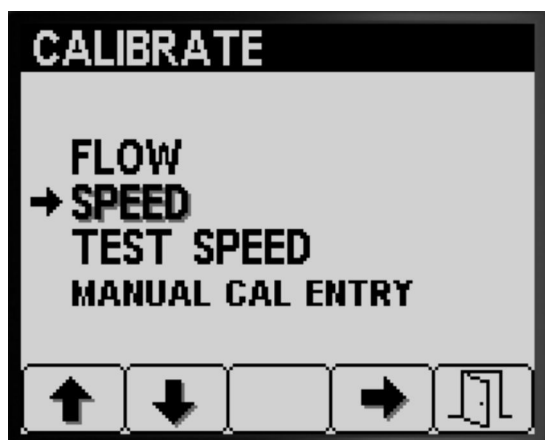 CALIBRATE
FLOW
SPEED
TEST SPEED
MANUAL CAL ENTRY